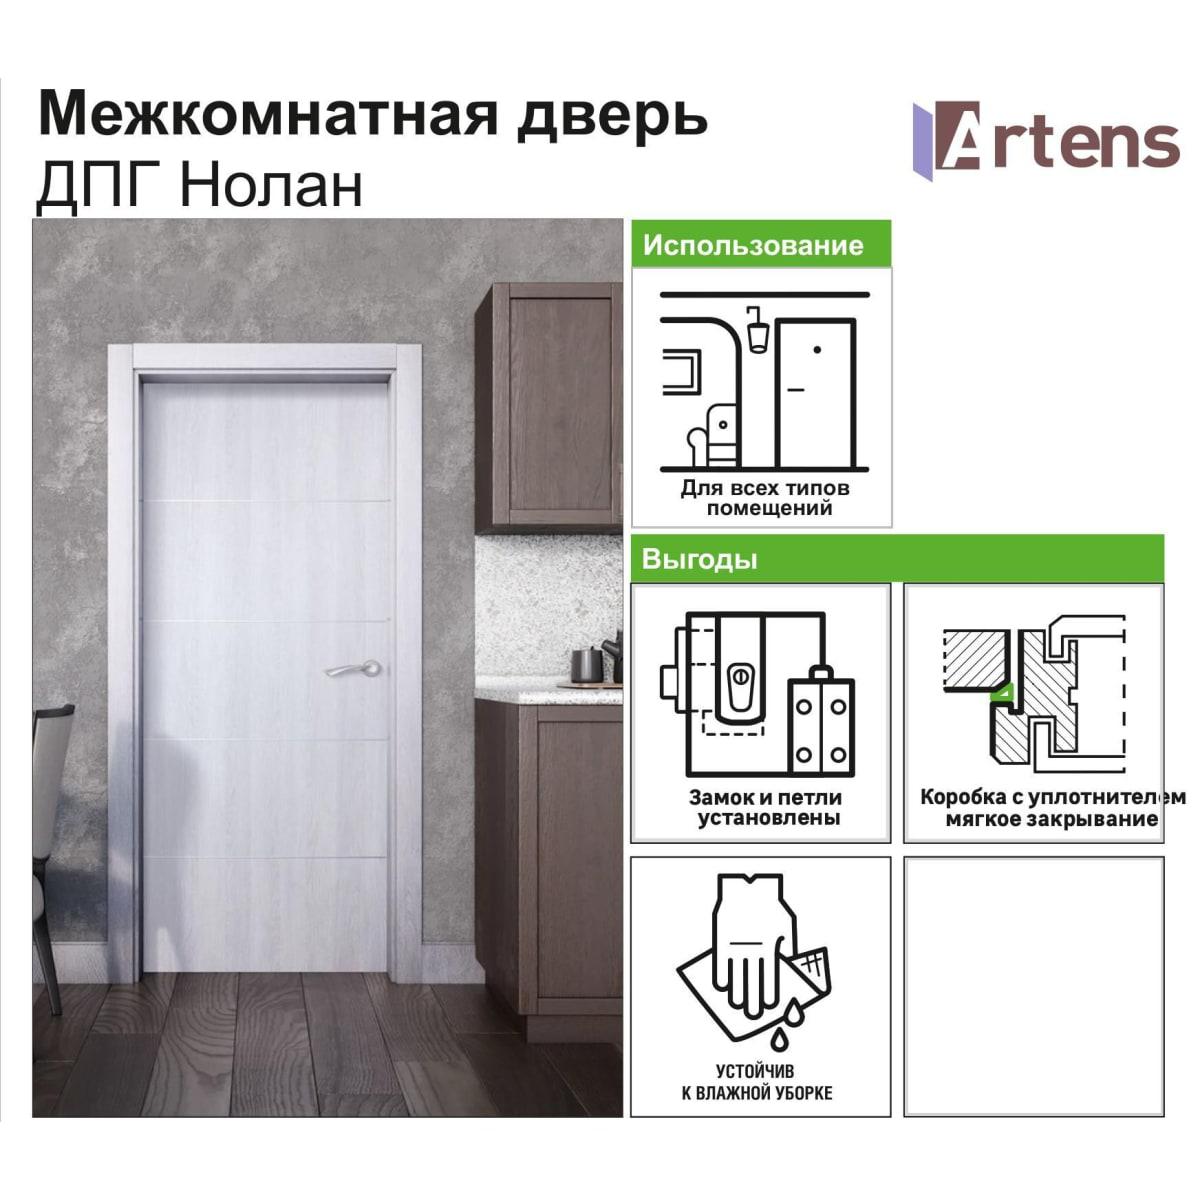 Межкомнатная дверь
ДПГ Нолан
Artens
Использование
Для всех типов
помещений
Выгоды
Замок и петли
установлены
Коробка с уплотнителем
мягкое закрывание
УСТОЙЧИВ
К ВЛАЖНОЙ УБОРКЕ